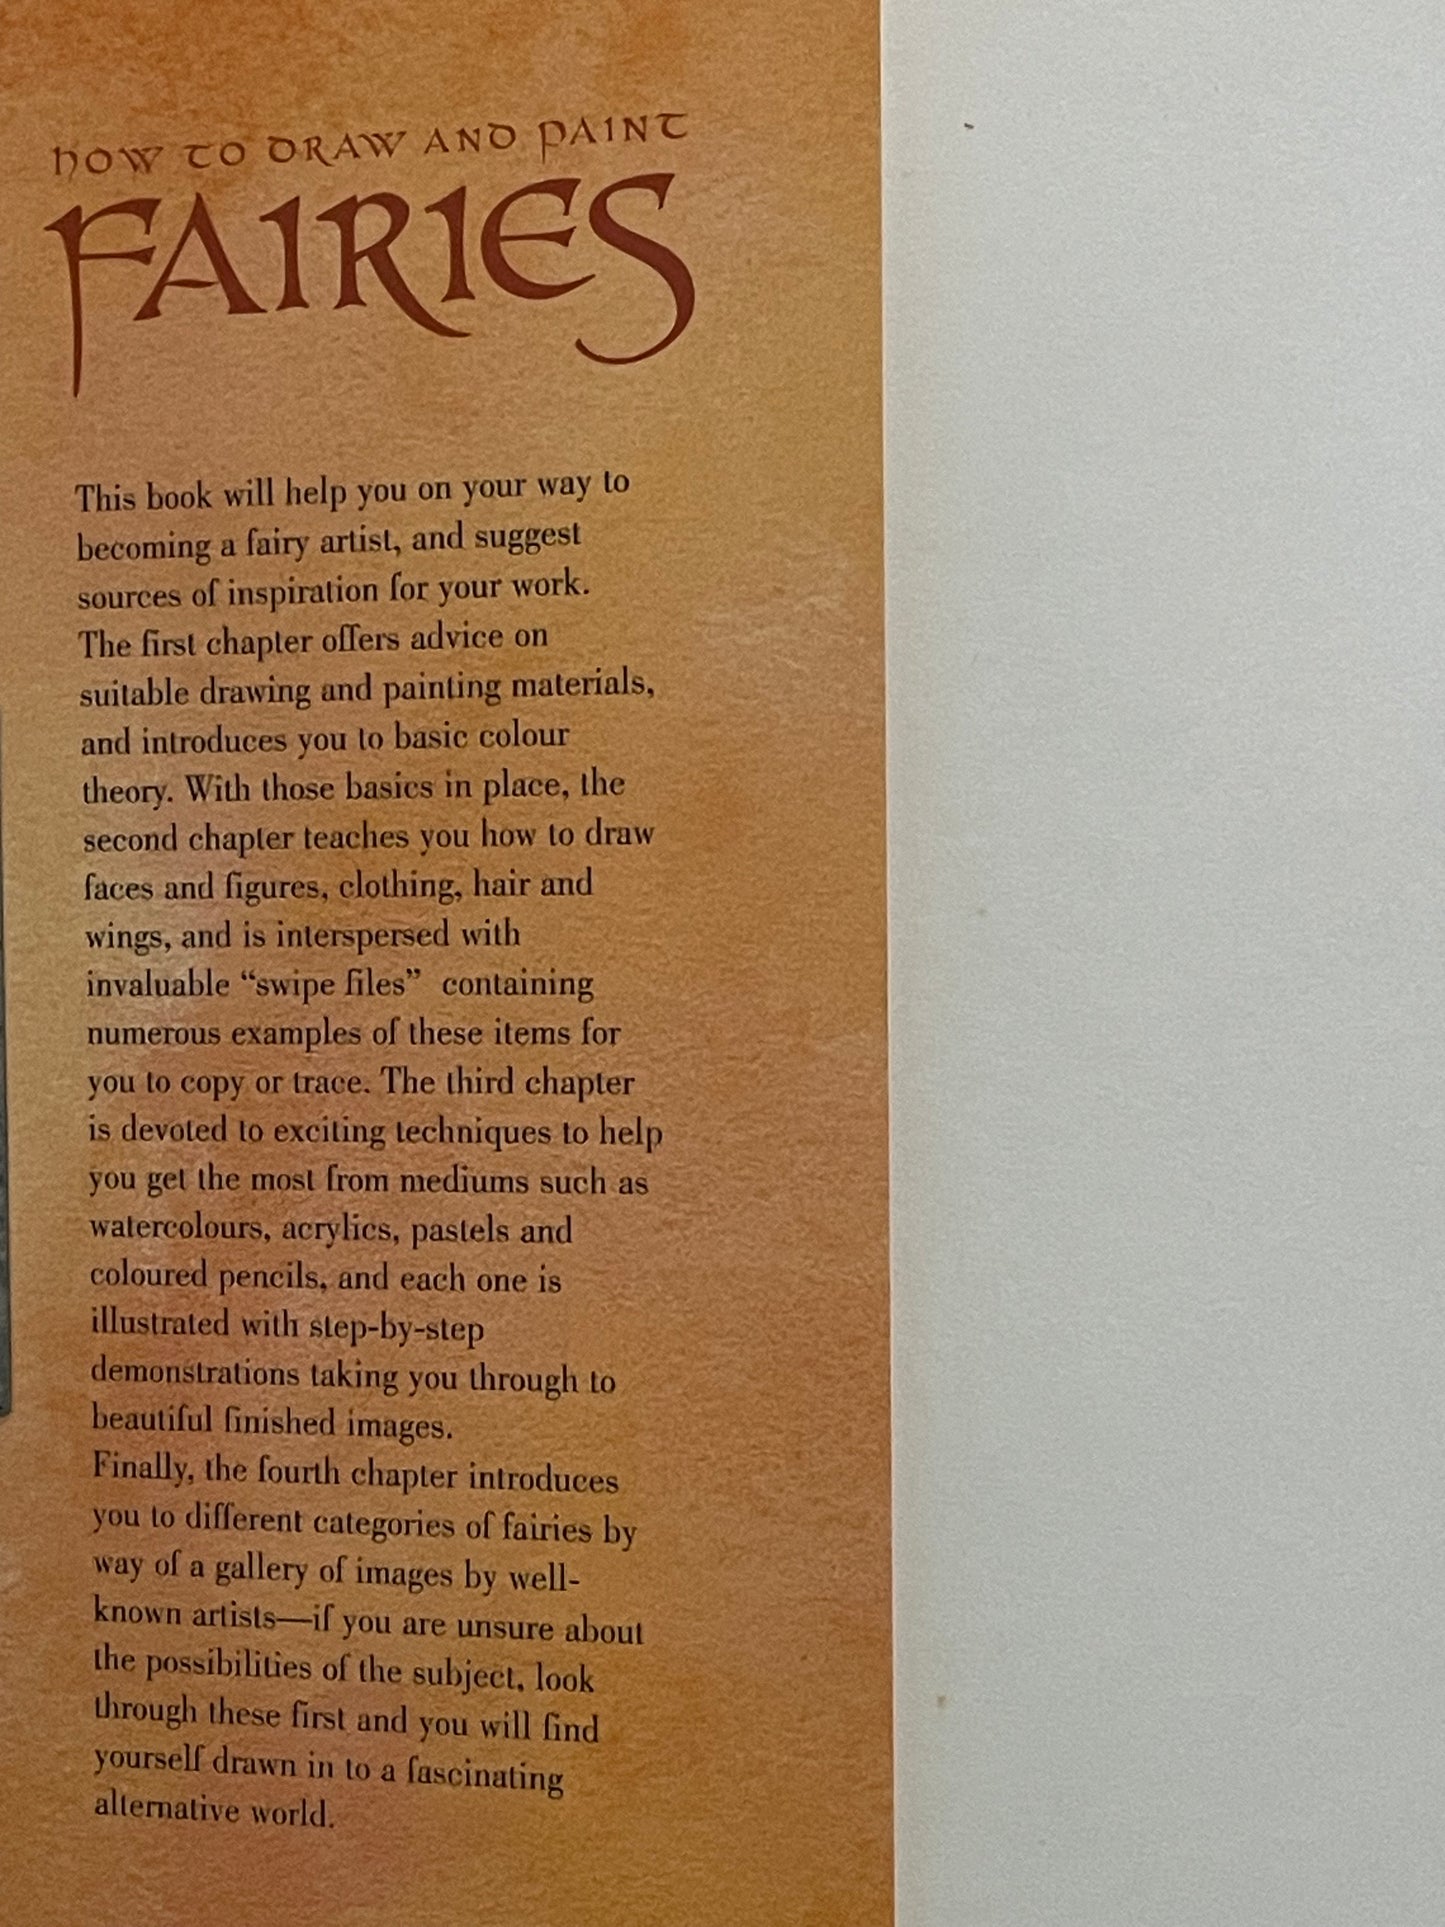 HOW TO DRAW AND PAINT
FAIRIES
This book will help you on your way to
becoming a fairy artist, and suggest
sources of inspiration for your work.
The first chapter offers advice on
suitable drawing and painting materials,
and introduces you to basic colour
theory. With those basics in place, the
second chapter teaches you how to draw
faces and figures, clothing, hair and
wings, and is interspersed with
invaluable “swipe files” containing
numerous examples of these items for
you to copy or trace. The third chapter
is devoted to exciting techniques to help
you get the most from mediums such as
watercolours, acrylics, pastels and
coloured pencils, and each one is
illustrated with step-by-step
demonstrations taking you through to
beautiful finished images.
Finally, the fourth chapter introduces
you to different categories of fairies by
way of a gallery of images by well-
known artists—if you are unsure about
the possibilities of the subject, look
through these first and you will find
yourself drawn in to a fascinating
alternative world.